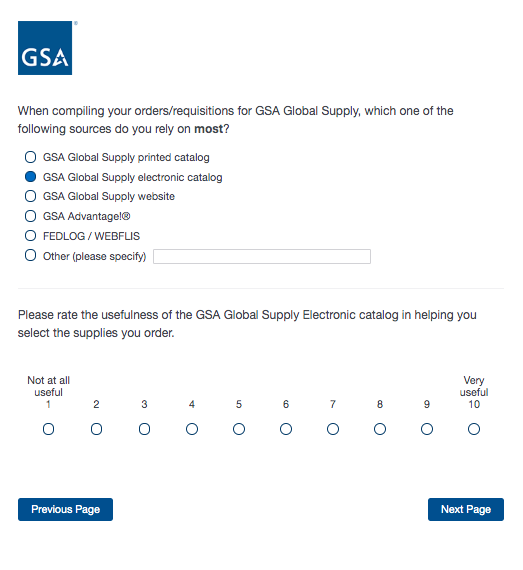 GSA
When compiling your orders/requisitions for GSA Global Supply, which one of the
following sources do you rely on most?
GSA Global Supply printed catalog
GSA Global Supply electronic catalog
GSA Global Supply website
GSA Advantage!®
FEDLOG / WEBFLIS
Other (please specify)
Please rate the usefulness of the GSA Global Supply Electronic catalog in helping you
select the supplies you order.
Not at all Very
useful useful
1 2 3 4 5 6 7 8 9 10
Previous Page Next Page